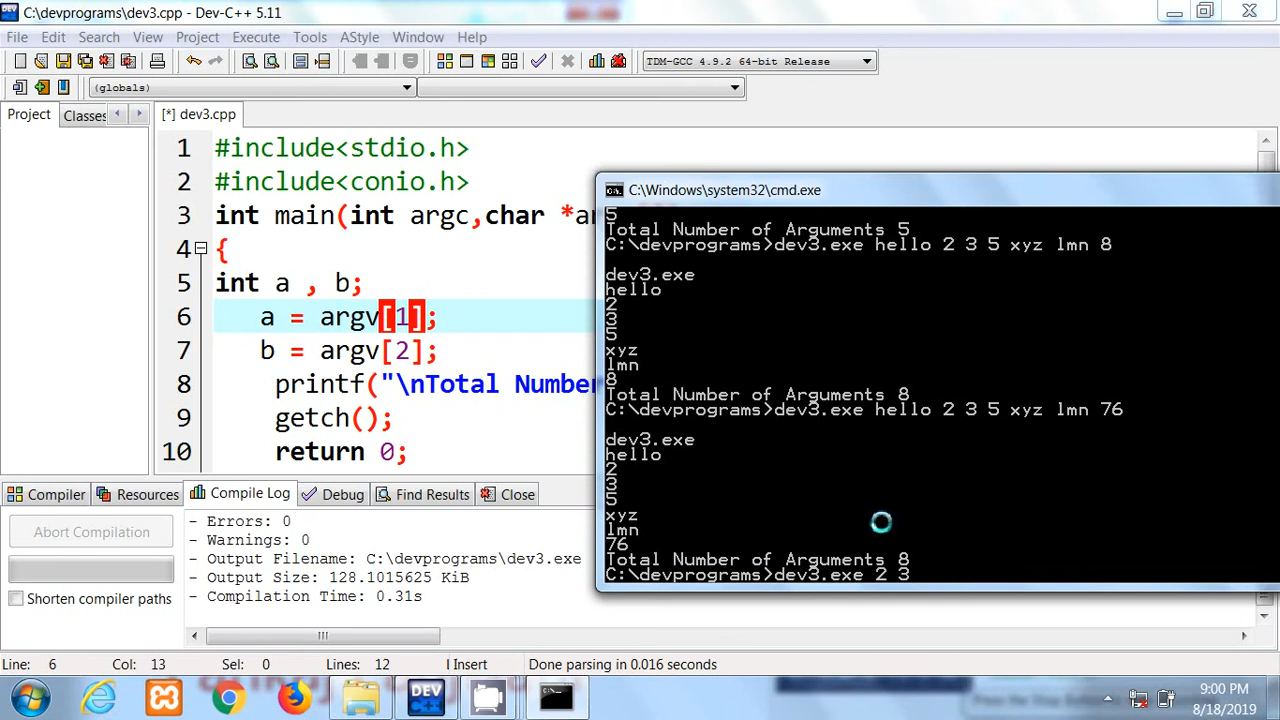 C:\devprograms\dev3.cpp - Dev-C++ 5.11
File Edit Search View Project Execute Tools AStyle Window Help
TDM-GCC 4.9.2 64-bit Release
(globals)
Project Classes [*] dev3.cpp
1 #include<stdio.h>
2 #include<conio.h>
3 int main(int argc,char
4 {
5 int a , b;
6 a = argv[1];
7 b = argv[2];
8 printf("\nTotal Number
9 getch();
10 return 0;
C:\Windows\system32\cmd.exe
5
Total Number of Arguments 5
C:\devprograms>dev3.exe hello 2 3 5 xyz lmn 8
dev3.exe
hello
2
3
5
xyz
lmn
8
Total Number of Arguments 8
C:\devprograms>dev3.exe hello 2 3 5 xyz lmn 76
dev3.exe
hello
2
3
5
xyz
lmn
76
Total Number of Arguments 8
C:\devprograms>dev3.exe 2 3
Compiler Resources Compile Log Debug Find Results Close
Abort Compilation
Shorten compiler paths
- Errors: 0
- Warnings: 0
- Output Filename: C:\devprograms\dev3.exe
- Output Size: 128.1015625 KiB
- Compilation Time: 0.31s
Line: 6 Col: 13 Sel: 0 Lines: 12 Insert Done parsing in 0.016 seconds
DEV
9:00 PM
8/18/2019